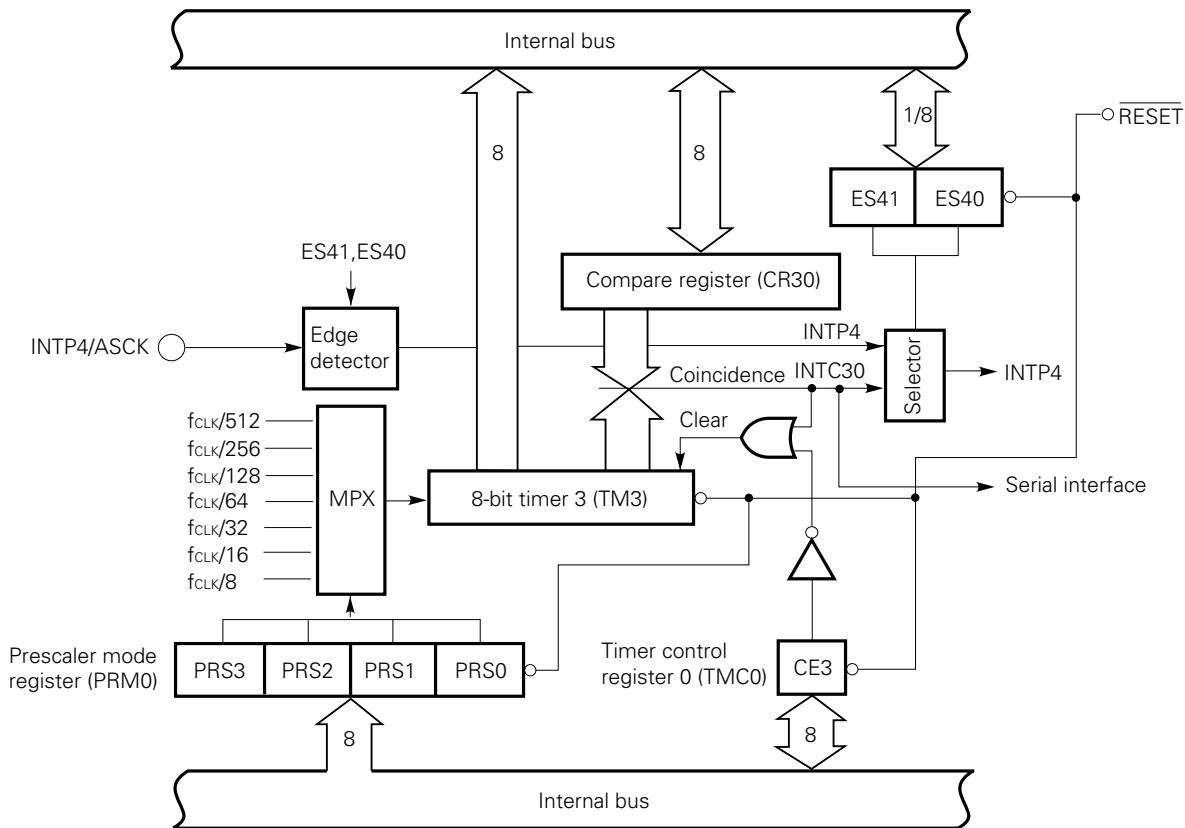 Internal bus
8
8
1/8
RESET
ES41
ES40
ES41,ES40
Compare register (CR30)
INTP4/ASCK
Edge
detector
INTP4
Selector
INTP4
Coincidence
INTC30
Clear
fCLK/512
fCLK/256
fCLK/128
fCLK/64
fCLK/32
fCLK/16
fCLK/8
MPX
8-bit timer 3 (TM3)
Serial interface
Prescaler mode
register (PRM0)
PRS3
PRS2
PRS1
PRS0
Timer control
register 0 (TMC0)
CE3
8
8
Internal bus